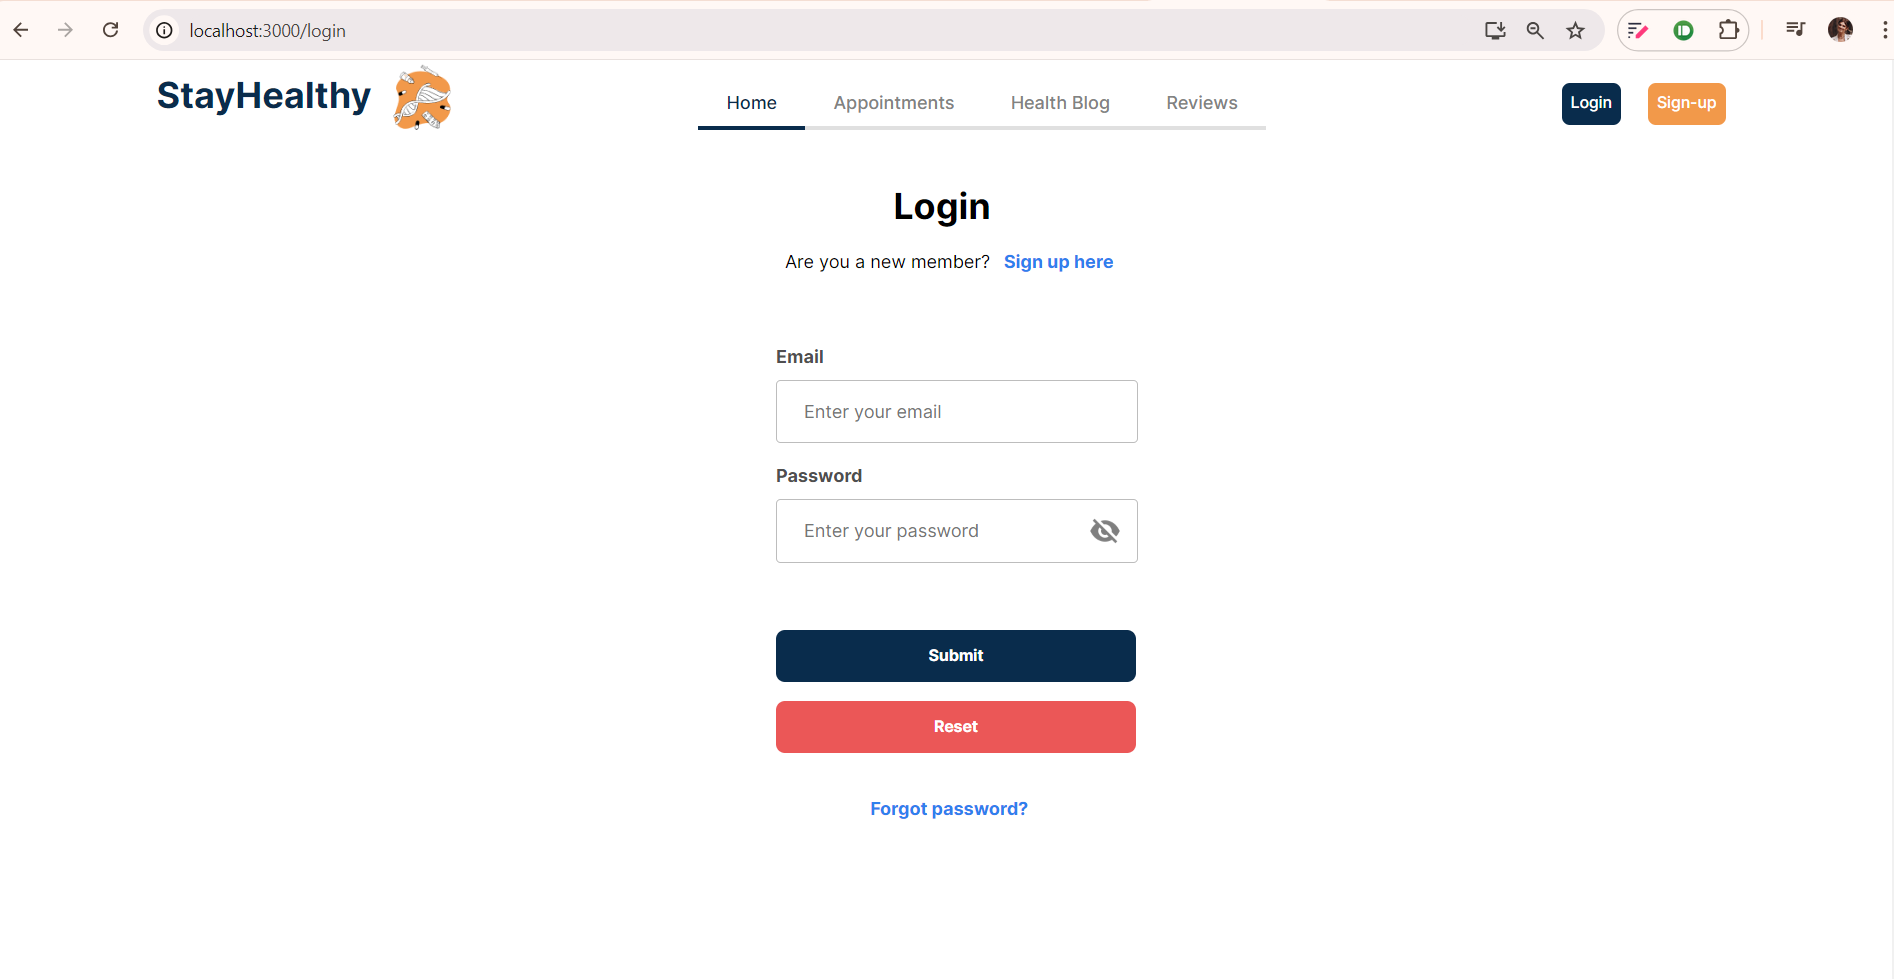 localhost:3000/login
StayHealthy
Home Appointments Health Blog Reviews
Login Sign-up
Login
Are you a new member? Sign up here
Email
Enter your email
Password
Enter your password
Submit
Reset
Forgot password?